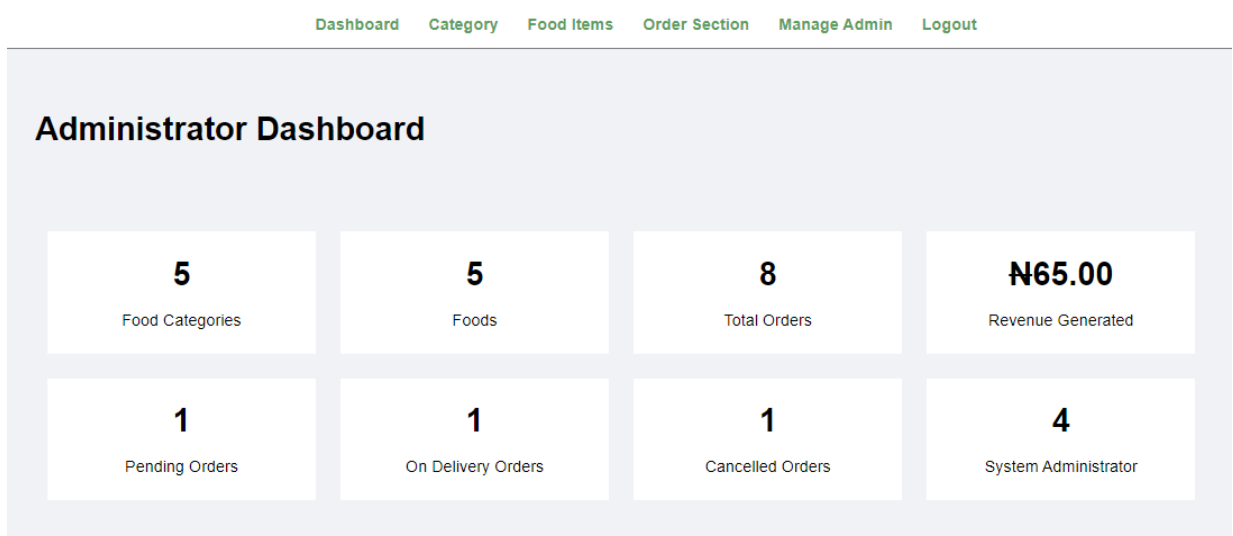 Dashboard Category Food Items Order Section Manage Admin Logout
Administrator Dashboard
5 5 8 ₦65.00
Food Categories Foods Total Orders Revenue Generated
1 1 1 4
Pending Orders On Delivery Orders Cancelled Orders System Administrator